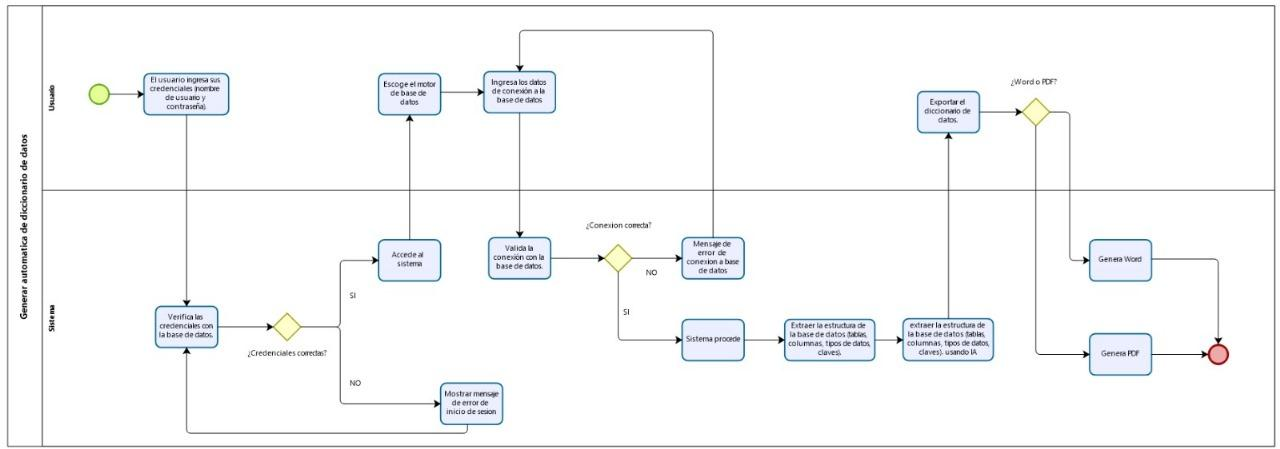 Generar automatica de diccionario de datos
Usuario
El usuario ingresa sus
credenciales (nombre
de usuario y
contraseña).
Escoge el motor
de base de
datos
Ingresa los datos
de conexión a la
base de datos
Exportar el
diccionario de
datos.
¿Word o PDF?
Sistema
Verifica las
credenciales con
la base de datos.
¿Credenciales corredas?
SI
NO
Accede al
sistema
Mostrar mensaje
de error de
inicio de sesion
Valida la
conexión con la
base de datos.
¿Conexion correcta?
NO
SI
Mensaje de
error de
conexion a base
de datos
Sistema procede
Extraer la estructura de
la base de datos (tablas,
columnas, tipos de datos,
claves).
extraer la estructura de
la base de datos (tablas,
columnas, tipos de datos,
claves). usando IA
Genera Word
Genera PDF